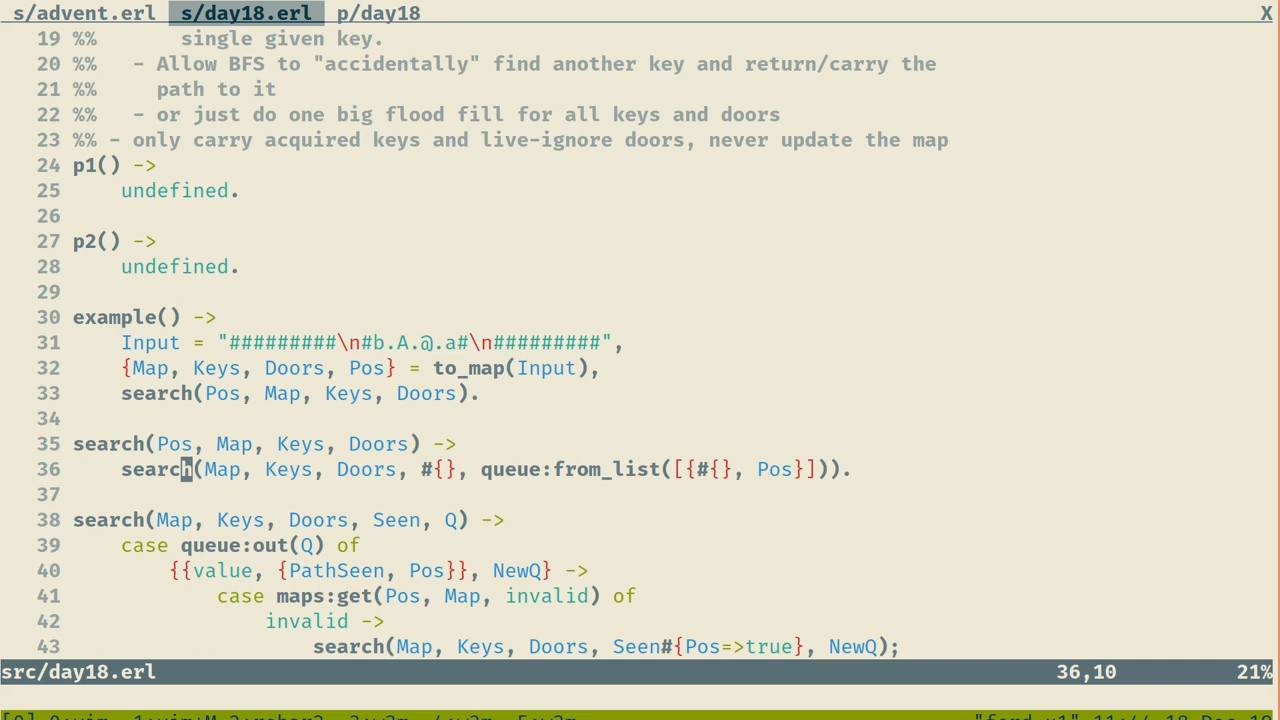 s/advent.erl s/day18.erl p/day18 X
19 %%       single given key.
20 %%   - Allow BFS to "accidentally" find another key and return/carry the
21 %%     path to it
22 %%   - or just do one big flood fill for all keys and doors
23 %% - only carry acquired keys and live-ignore doors, never update the map
24 p1() ->
25     undefined.
26
27 p2() ->
28     undefined.
29
30 example() ->
31     Input = "#########\n#b.A.@.a#\n#########",
32     {Map, Keys, Doors, Pos} = to_map(Input),
33     search(Pos, Map, Keys, Doors).
34
35 search(Pos, Map, Keys, Doors) ->
36     search(Map, Keys, Doors, #{}, queue:from_list([{#{}, Pos}])).
37
38 search(Map, Keys, Doors, Seen, Q) ->
39     case queue:out(Q) of
40         {{value, {PathSeen, Pos}}, NewQ} ->
41             case maps:get(Pos, Map, invalid) of
42                 invalid ->
43                     search(Map, Keys, Doors, Seen#{Pos=>true}, NewQ);
src/day18.erl 36,10 21%